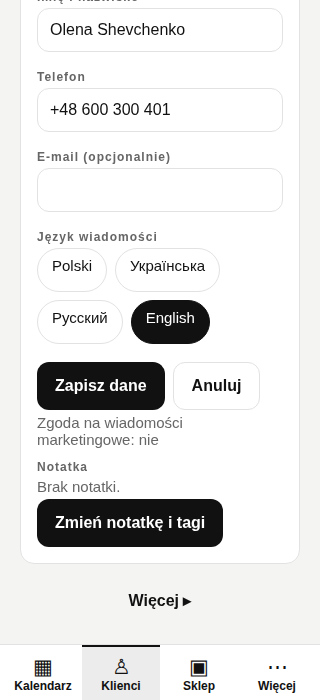 Olena Shevchenko
Telefon
+48 600 300 401
E-mail (opcjonalnie)
Język wiadomości
Polski
Українська
Русский
English
Zapisz dane
Anuluj
Zgoda na wiadomości
marketingowe: nie
Notatka
Brak notatki.
Zmień notatkę i tagi
Więcej ▸
Kalendarz
Klienci
Sklep
Więcej